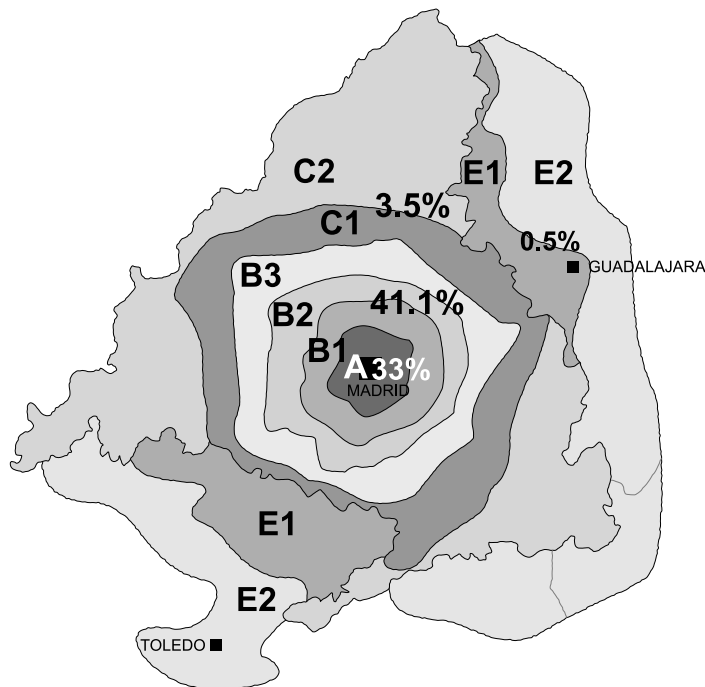 C2
E1
E2
3.5%
C1
0.5%
GUADALAJARA
B3
41.1%
B2
B1
A 33%
MADRID
E1
E2
TOLEDO